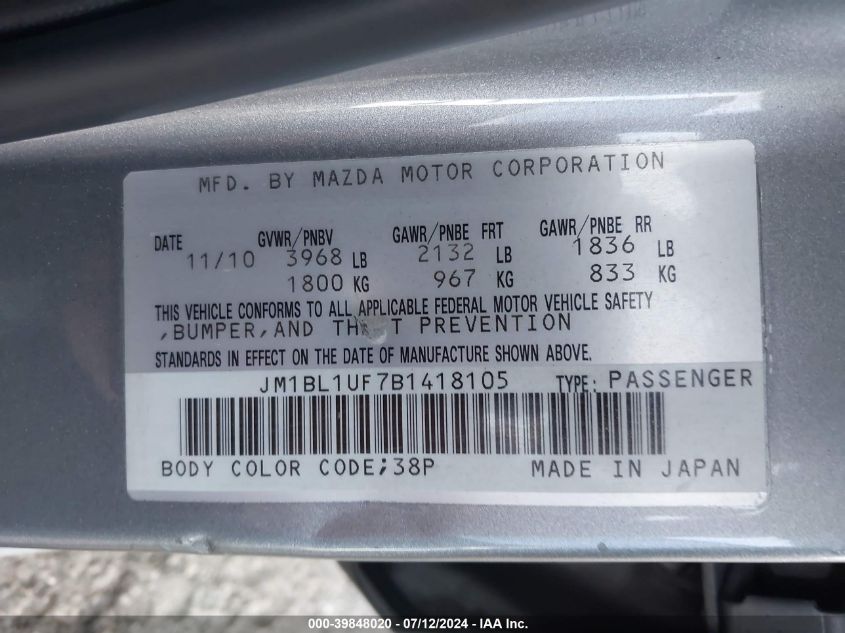 MFD. BY MAZDA MOTOR CORPORATION
DATE GVWR/PNBV GAWR/PNBE FRT GAWR/PNBE RR
11/10 3968 LB 2132 LB 1836 LB
1800 KG 967 KG 833 KG
THIS VEHICLE CONFORMS TO ALL APPLICABLE FEDERAL MOTOR VEHICLE SAFETY
,BUMPER,AND PREVENTION
STANDARDS IN EFFECT ON THE DATE OF MANUFACTURE SHOWN ABOVE.
JM1BL1UF7B1418105 TYPE: PASSENGER
BODY COLOR CODE;38P MADE IN JAPAN
000-39848020 - 07/12/2024 - IAA Inc.